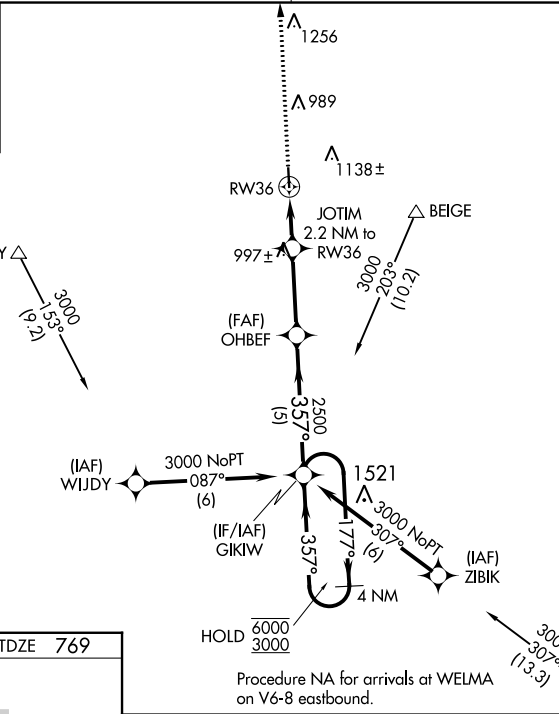 1256
989
1138±
RW36
JOTIM
2.2 NM to
RW36
BEIGE
997±
3000
203°
(10.2)
Y
3000
153°
(9.2)
(FAF)
OHBEF
2500
357°
(5)
(IAF)
WIJDY
3000 NoPT
087°
(6)
(IF/IAF)
GIKIW
1521
3000 NoPT
307°
(6)
(IAF)
ZIBIK
357°
177°
4 NM
HOLD
6000
3000
300
307°
(13.3)
TDZE 769
Procedure NA for arrivals at WELMA
on V6-8 eastbound.